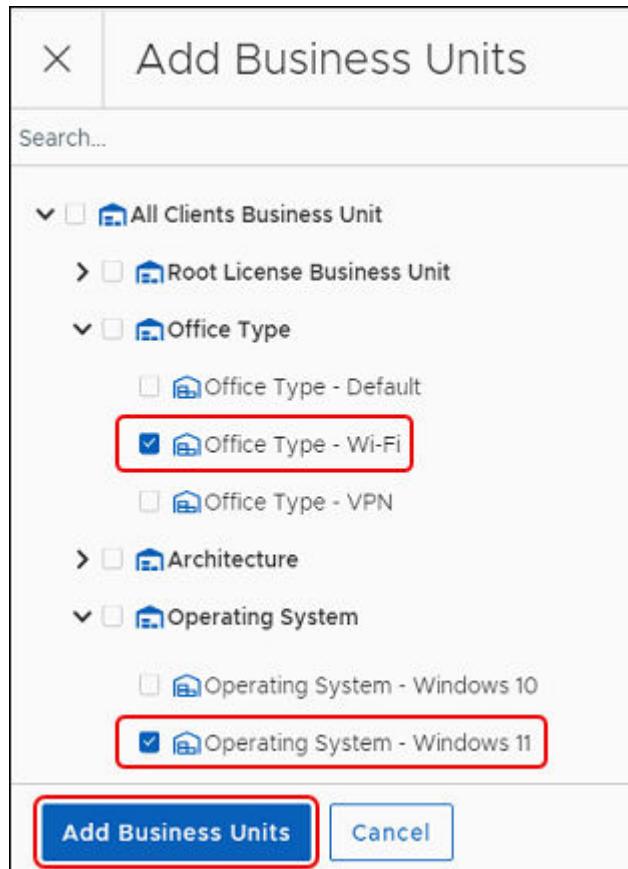 Add Business Units
Search...
All Clients Business Unit
Root License Business Unit
Office Type
Office Type - Default
Office Type - Wi-Fi
Office Type - VPN
Architecture
Operating System
Operating System - Windows 10
Operating System - Windows 11
Add Business Units
Cancel